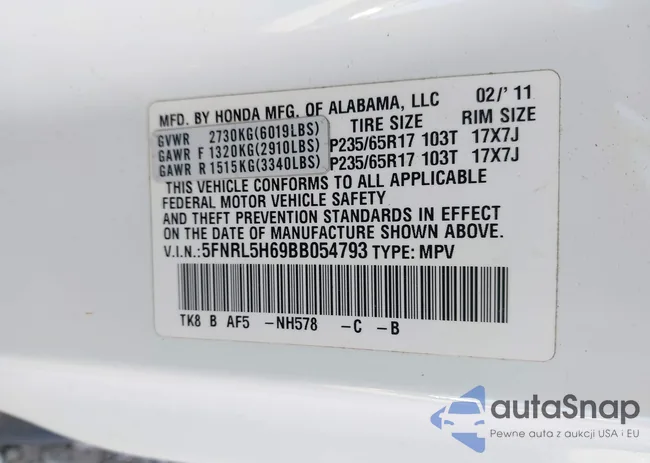 MFD. BY HONDA MFG. OF ALABAMA, LLC 02/' 11
GVWR 2730KG(6019LBS) TIRE SIZE RIM SIZE
GAWR F 1320KG(2910LBS) P235/65R17 103T 17X7J
GAWR R 1515KG(3340LBS) P235/65R17 103T 17X7J
THIS VEHICLE CONFORMS TO ALL APPLICABLE
FEDERAL MOTOR VEHICLE SAFETY
AND THEFT PREVENTION STANDARDS IN EFFECT
ON THE DATE OF MANUFACTURE SHOWN ABOVE.
V.I.N.:5FNRL5H69BB054793 TYPE: MPV
TK8 B AF5 -NH578 -C -B
autaSnap
Pewne auta z aukcji USA i EU